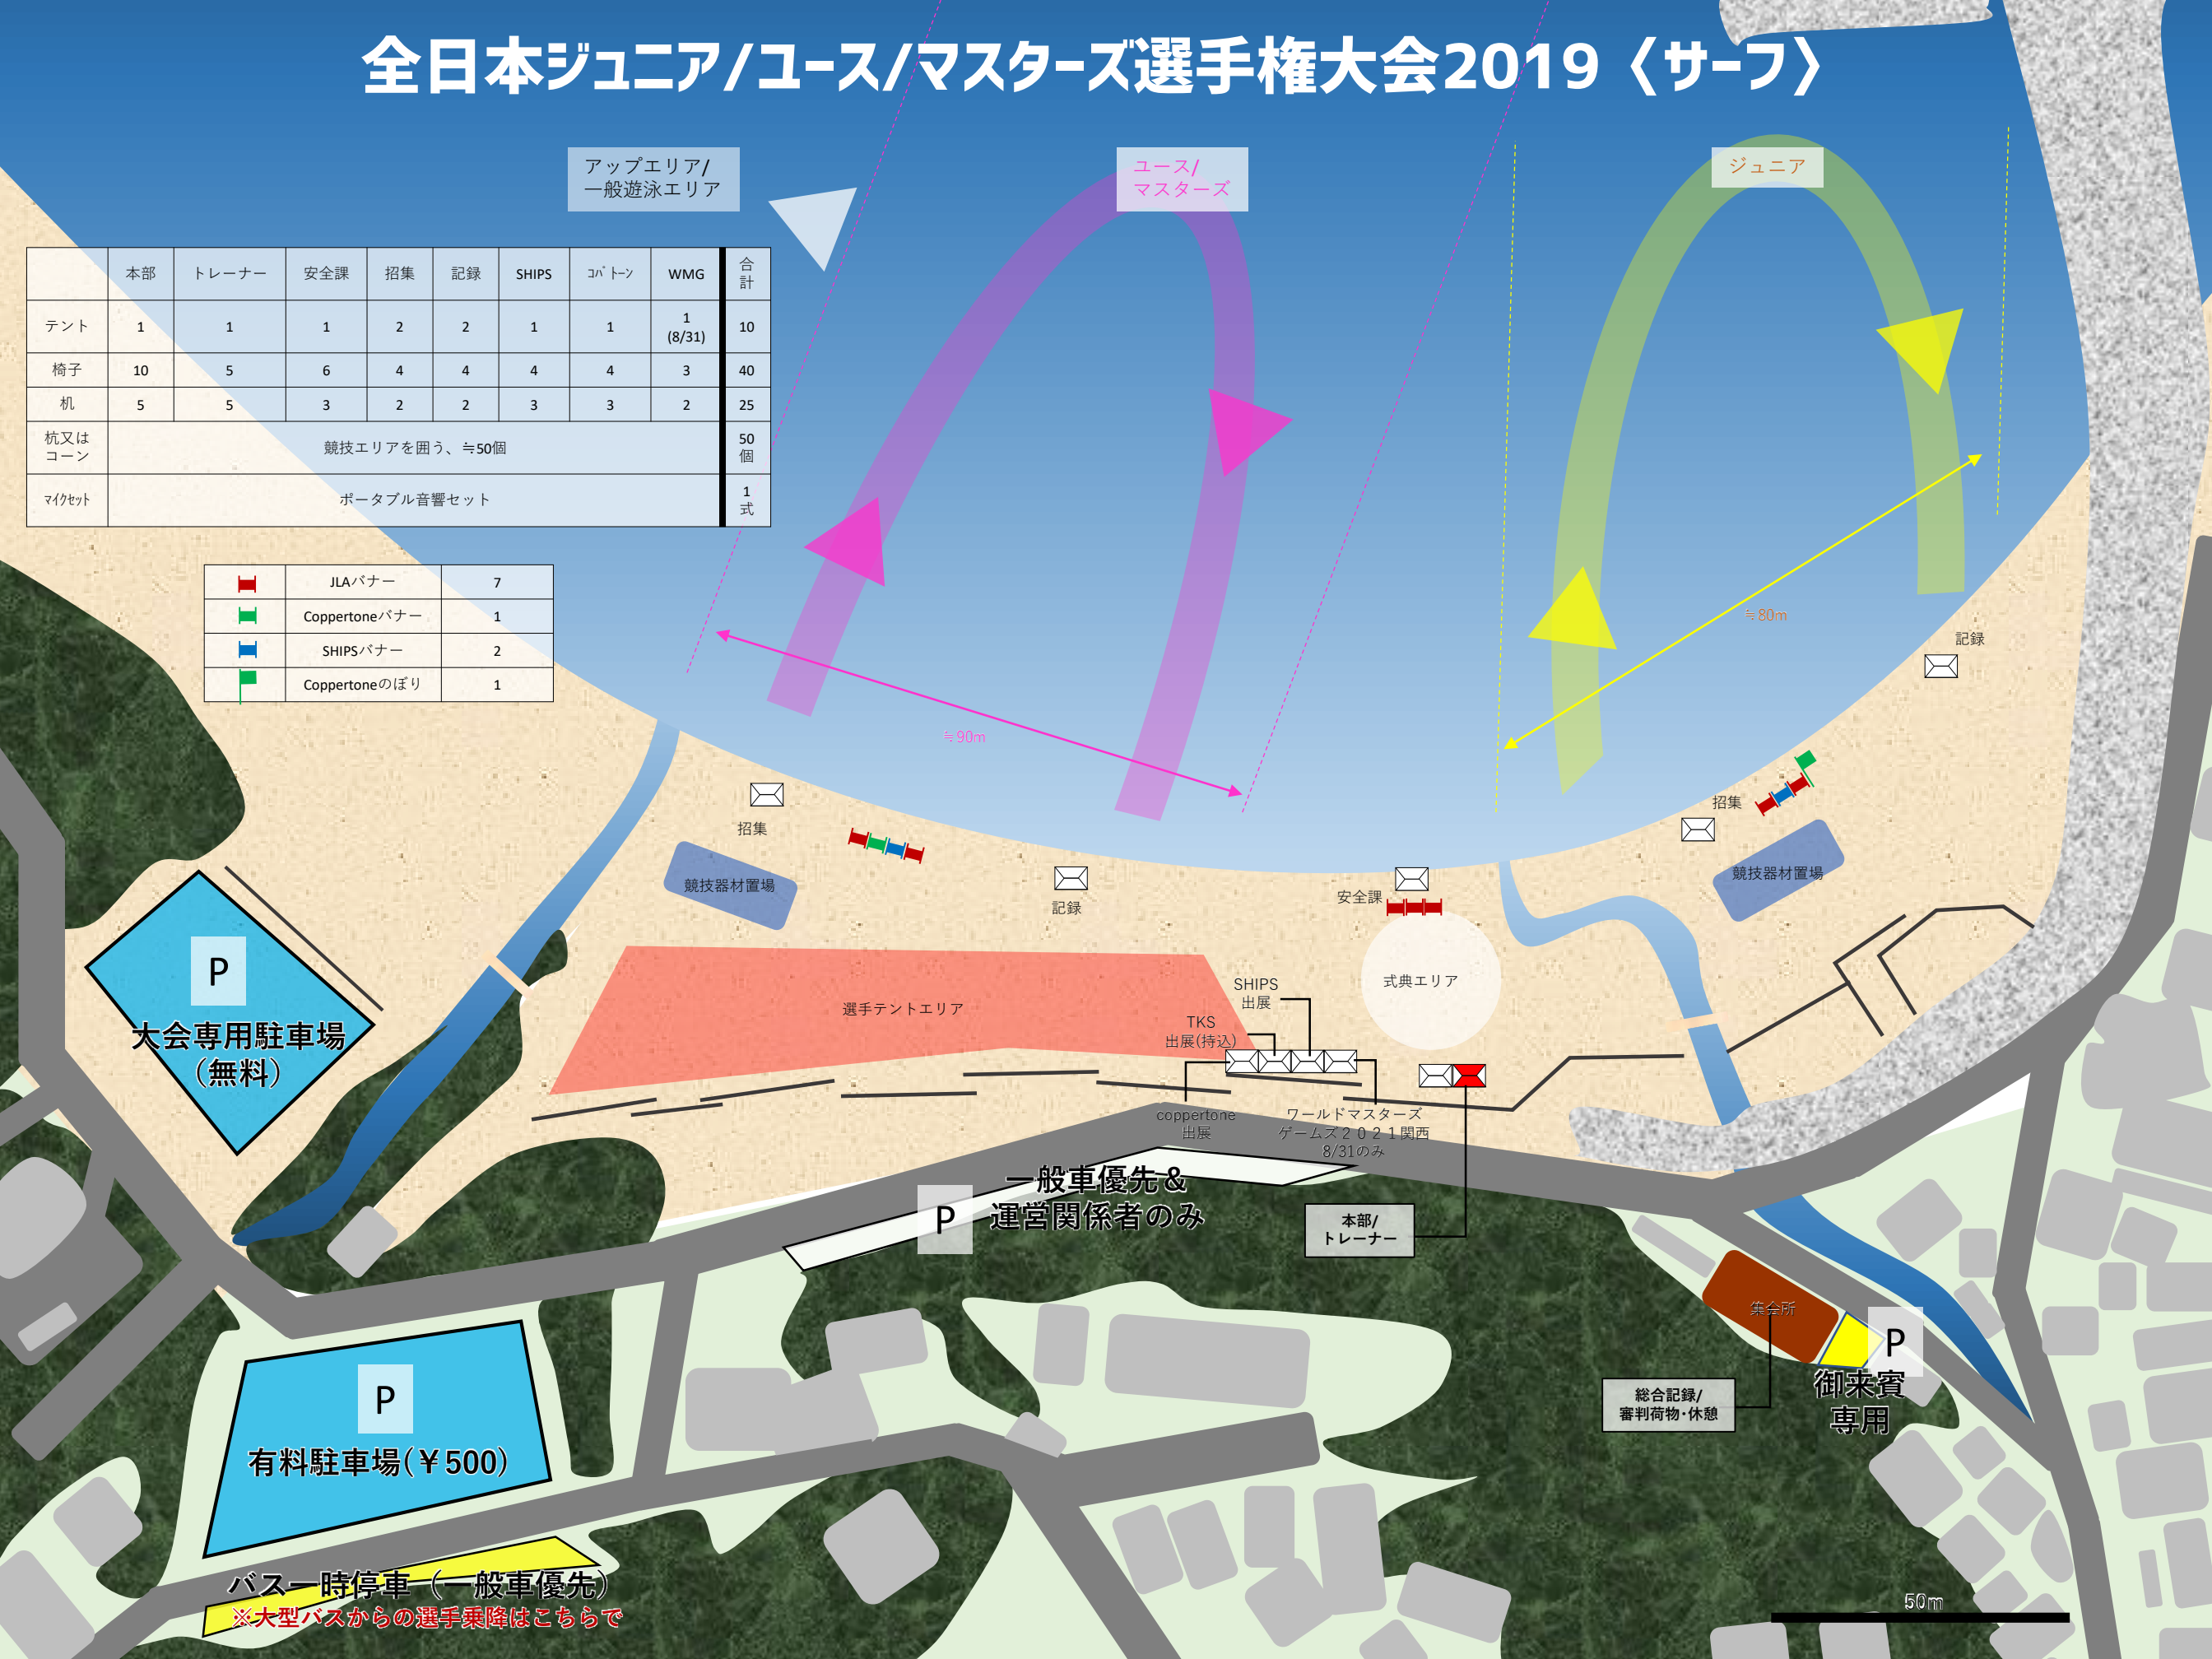 全日本ジュニア/ユース/マスターズ選手権大会2019〈サーフ〉
アップエリア/
一般遊泳エリア
ユース/
マスターズ
ジュニア
本部 トレーナー 安全課 招集 記録 SHIPS ｺﾊﾟﾄｰﾝ WMG 合計
テント 1 1 1 2 2 1 1 1 (8/31) 10
椅子 10 5 6 4 4 4 4 3 40
机 5 5 3 2 2 3 3 2 25
杭又はコーン 競技エリアを囲う、≒50個 50個
ﾏｲｸｾｯﾄ ポータブル音響セット 1式
JLAバナー 7
Coppertoneバナー 1
SHIPSバナー 2
Coppertoneのぼり 1
≒90m
≒80m
記録
招集
招集
競技器材置場
記録
安全課
競技器材置場
式典エリア
選手テントエリア
SHIPS
出展
TKS
出展(持込)
coppertone
出展
ワールドマスターズ
ゲームズ２０２１関西
8/31のみ
P
大会専用駐車場
（無料）
P
一般車優先＆
運営関係者のみ
本部/
トレーナー
集会所
P
御来賓
専用
総合記録/
審判荷物･休憩
P
有料駐車場(￥500)
バス一時停車（一般車優先）
※大型バスからの選手乗降はこちらで
50m